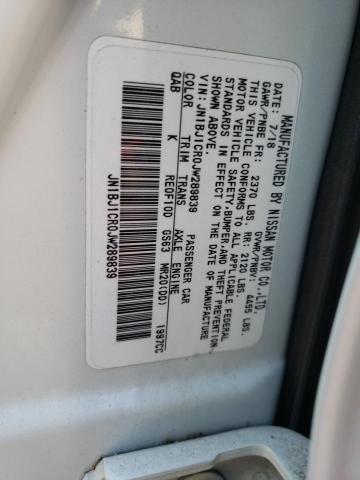 MANUFACTURED BY NISSAN MOTOR CO.,LTD.
DATE: 7/18 GVWR/PNBV: 4455 LBS.
GAWR/PNBE FR: 2370 LBS. RR: 2120 LBS.
THIS VEHICLE CONFORMS TO ALL APPLICABLE FEDERAL
MOTOR VEHICLE SAFETY,BUMPER,AND THEFT PREVENTION
STANDARDS IN EFFECT ON THE DATE OF MANUFACTURE
SHOWN ABOVE.
VIN:JN1BJ1CR0JW289839 PASSENGER CAR
COLOR TRIM TRANS AXLE ENGINE
QAB K RE0F10D GS63 MR20(DD) 1997CC
JN1BJ1CR0JW289839